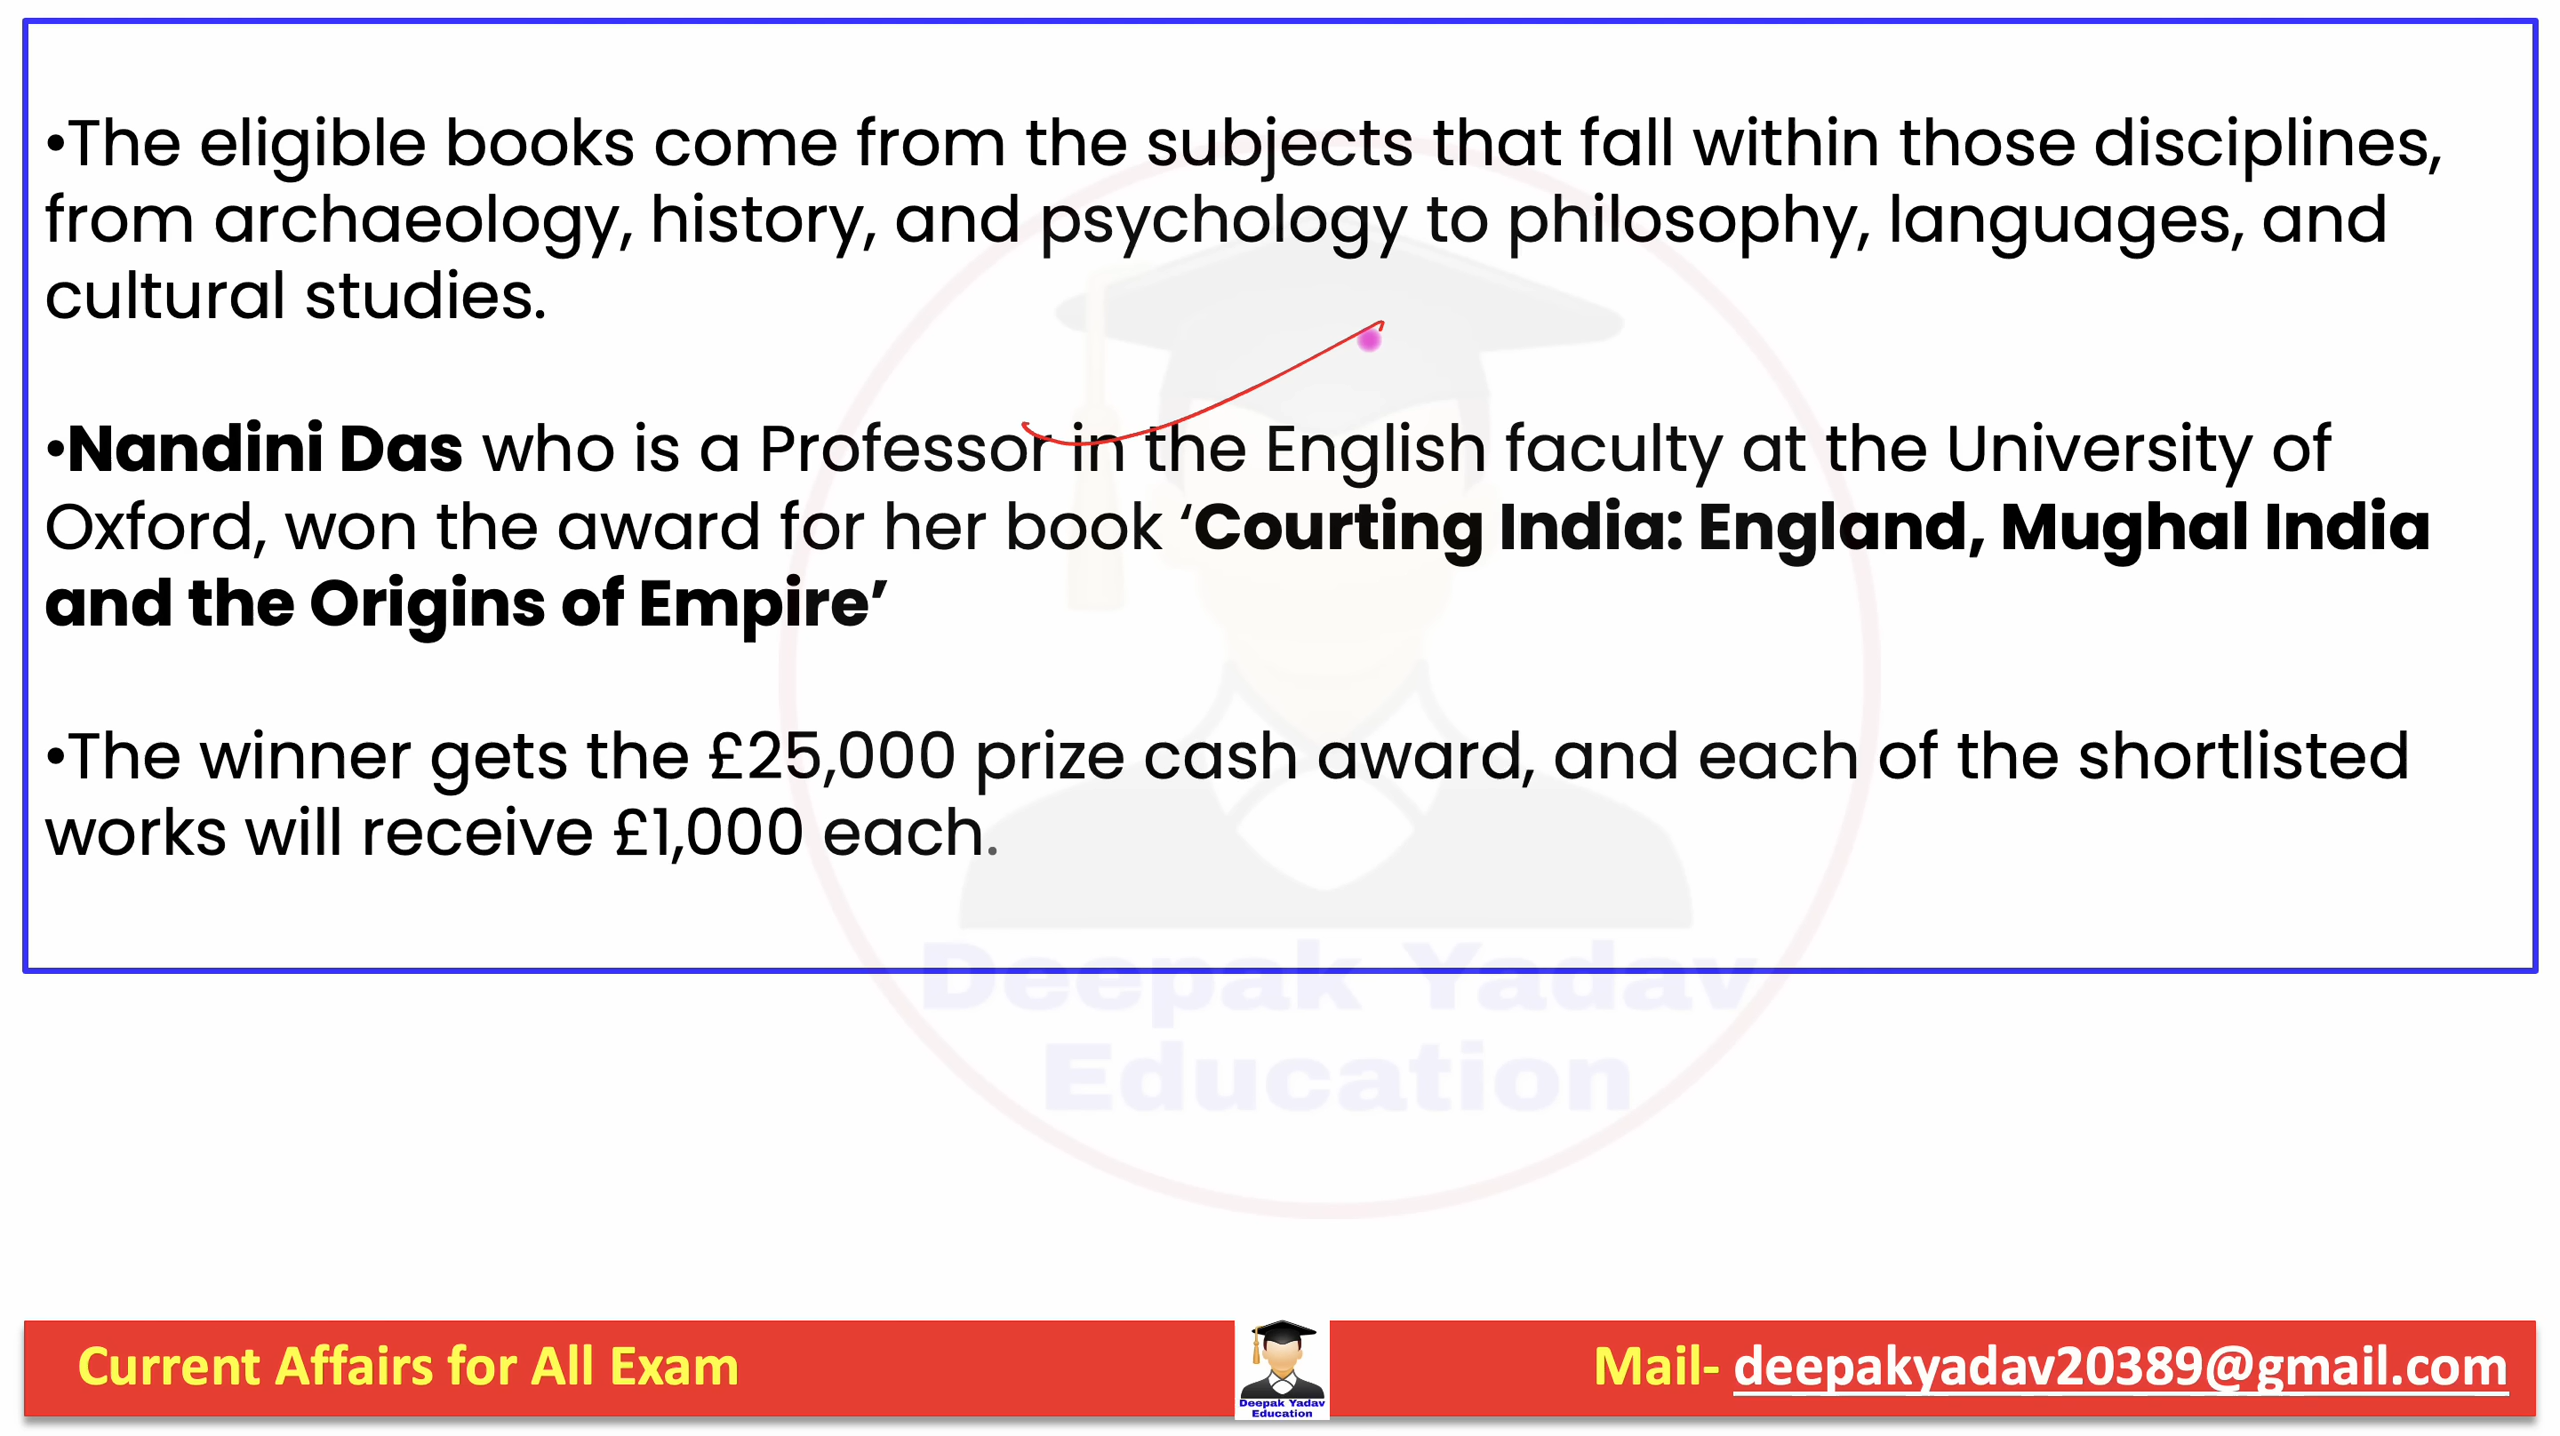 •The eligible books come from the subjects that fall within those disciplines,
from archaeology, history, and psychology to philosophy, languages, and
cultural studies.
•Nandini Das who is a Professor in the English faculty at the University of
Oxford, won the award for her book ‘Courting India: England, Mughal India
and the Origins of Empire’
•The winner gets the £25,000 prize cash award, and each of the shortlisted
works will receive £1,000 each.
Deepak Yadav
Education
Current Affairs for All Exam
Deepak Yadav
Education
Mail- deepakyadav20389@gmail.com